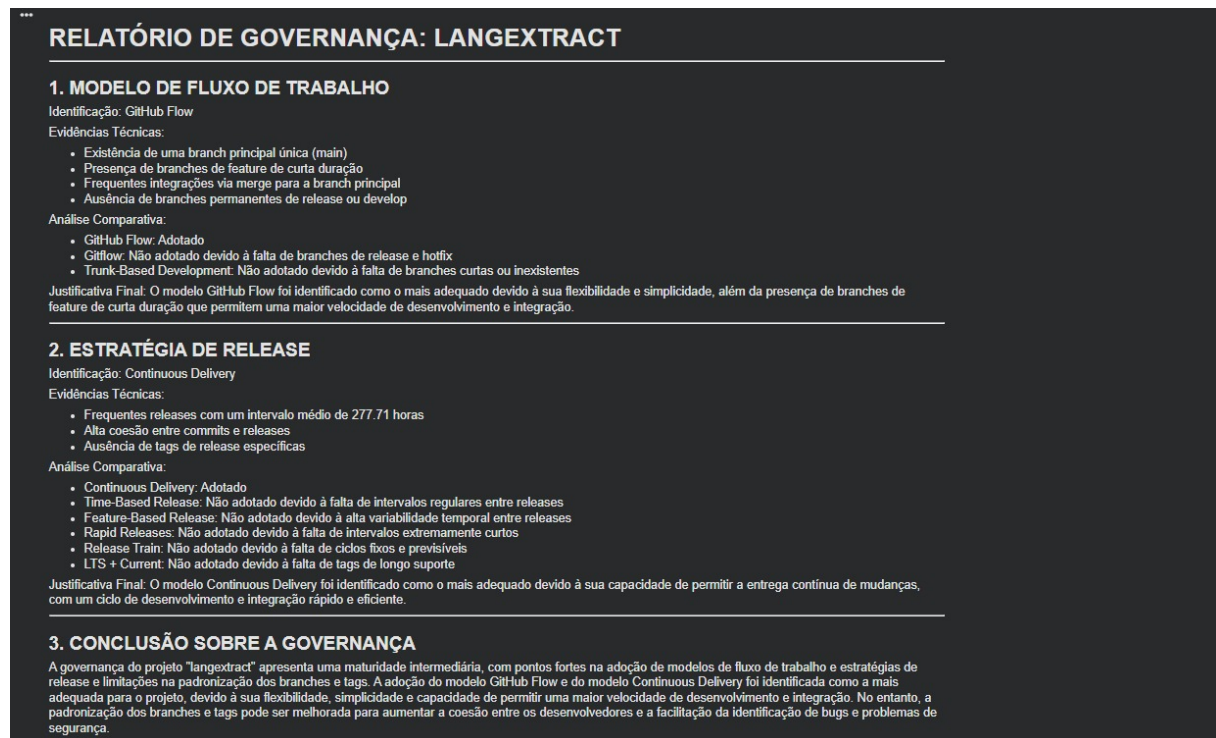 RELATÓRIO DE GOVERNANÇA: LANGEXTRACT
1. MODELO DE FLUXO DE TRABALHO
Identificação: GitHub Flow
Evidências Técnicas:
• Existência de uma branch principal única (main)
• Presença de branches de feature de curta duração
• Frequentes integrações via merge para a branch principal
• Ausência de branches permanentes de release ou develop
Análise Comparativa:
• GitHub Flow: Adotado
• Gitflow: Não adotado devido à falta de branches de release e hotfix
• Trunk-Based Development: Não adotado devido à falta de branches curtas ou inexistentes
Justificativa Final: O modelo GitHub Flow foi identificado como o mais adequado devido à sua flexibilidade e simplicidade, além da presença de branches de
feature de curta duração que permitem uma maior velocidade de desenvolvimento e integração.
2. ESTRATÉGIA DE RELEASE
Identificação: Continuous Delivery
Evidências Técnicas:
• Frequentes releases com um intervalo médio de 277.71 horas
• Alta coesão entre commits e releases
• Ausência de tags de release específicas
Análise Comparativa:
• Continuous Delivery: Adotado
• Time-Based Release: Não adotado devido à falta de intervalos regulares entre releases
• Feature-Based Release: Não adotado devido à alta variabilidade temporal entre releases
• Rapid Releases: Não adotado devido à falta de intervalos extremamente curtos
• Release Train: Não adotado devido à falta de ciclos fixos e previsíveis
• LTS + Current: Não adotado devido à falta de tags de longo suporte
Justificativa Final: O modelo Continuous Delivery foi identificado como o mais adequado devido à sua capacidade de permitir a entrega contínua de mudanças,
com um ciclo de desenvolvimento e integração rápido e eficiente.
3. CONCLUSÃO SOBRE A GOVERNANÇA
A governança do projeto "langextract" apresenta uma maturidade intermediária, com pontos fortes na adoção de modelos de fluxo de trabalho e estratégias de
release e limitações na padronização dos branches e tags. A adoção do modelo GitHub Flow e do modelo Continuous Delivery foi identificada como a mais
adequada para o projeto, devido à sua flexibilidade, simplicidade e capacidade de permitir uma maior velocidade de desenvolvimento e integração. No entanto, a
padronização dos branches e tags pode ser melhorada para aumentar a coesão entre os desenvolvedores e a facilitação da identificação de bugs e problemas de
segurança.